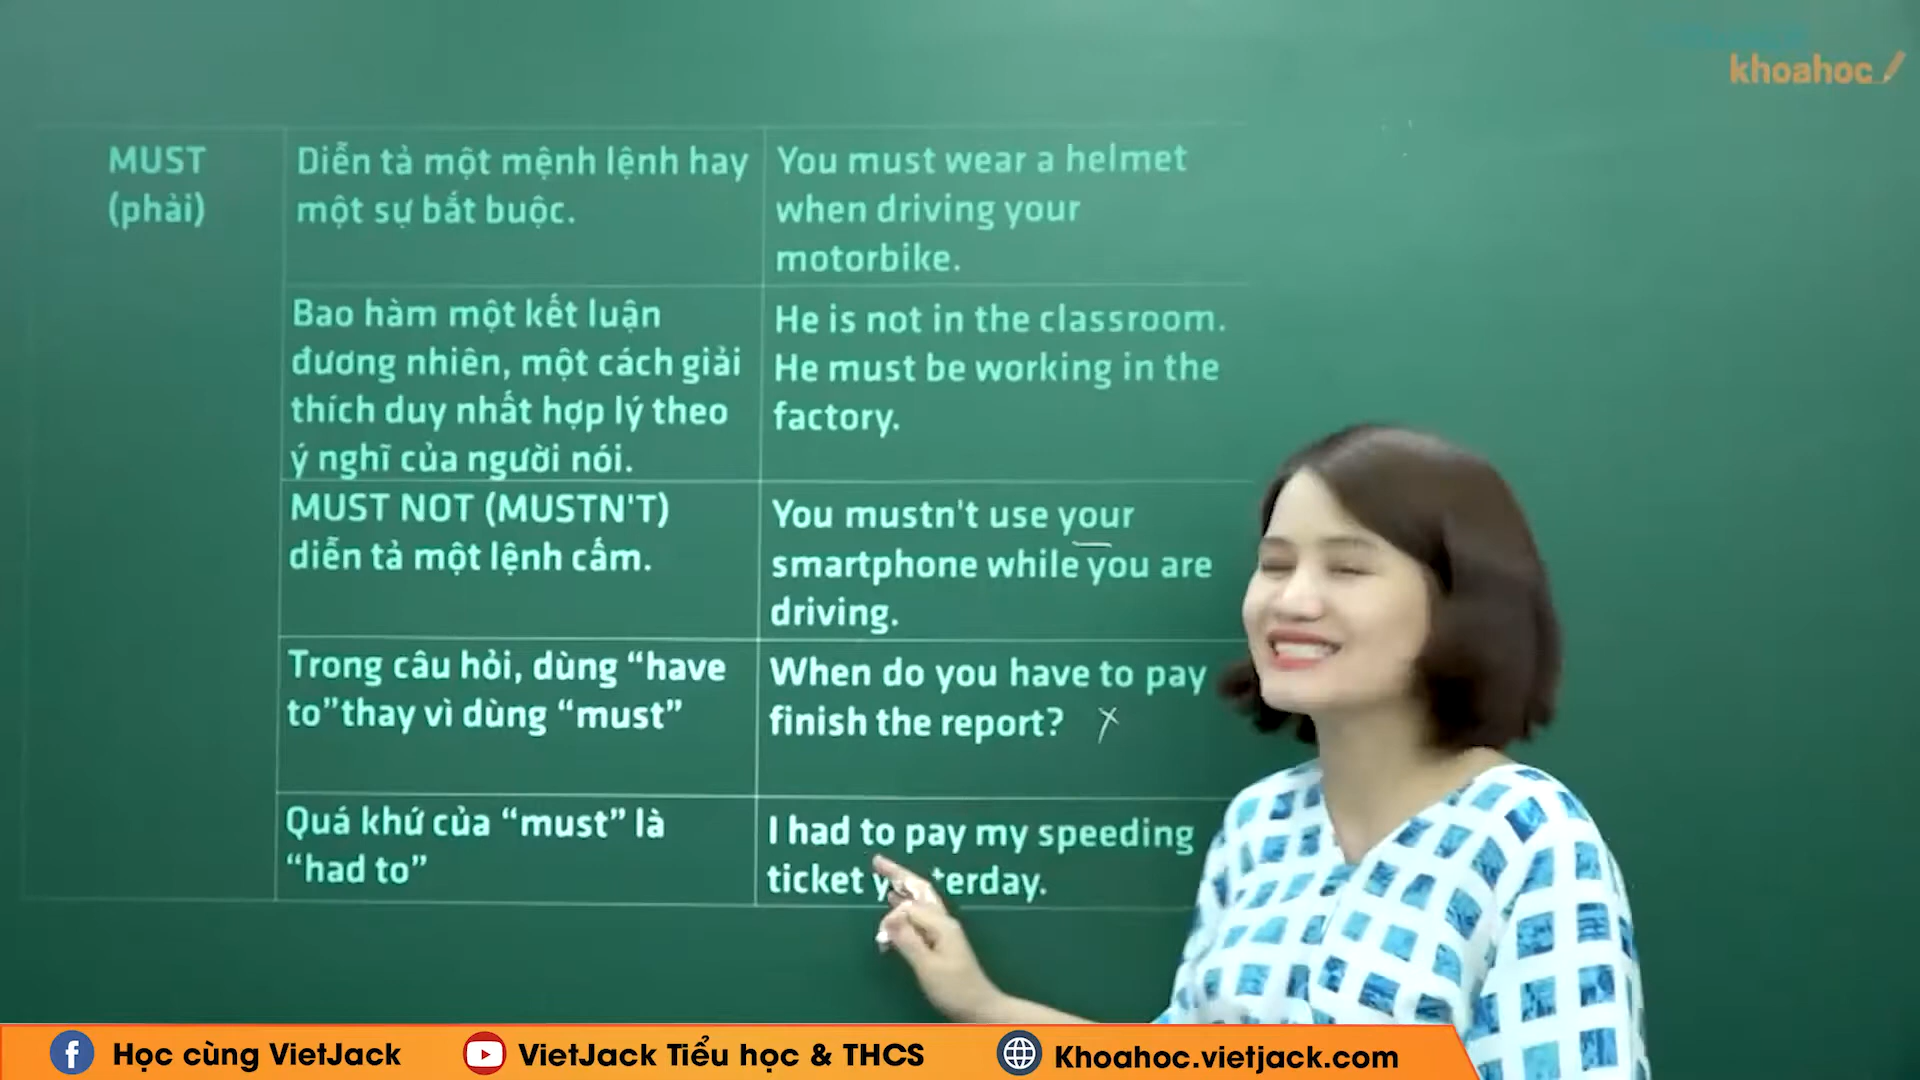 khoahoc
MUST
(phải)
Diễn tả một mệnh lệnh hay
một sự bắt buộc.
You must wear a helmet
when driving your
motorbike.
Bao hàm một kết luận
đương nhiên, một cách giải
thích duy nhất hợp lý theo
ý nghĩ của người nói.
He is not in the classroom.
He must be working in the
factory.
MUST NOT (MUSTN'T)
diễn tả một lệnh cấm.
You mustn't use your
smartphone while you are
driving.
Trong câu hỏi, dùng “have
to”thay vì dùng “must”
When do you have to pay
finish the report?
Quá khứ của “must” là
“had to”
I had to pay my speeding
ticket
Học cùng VietJack
VietJack Tiểu học & THCS
Khoahoc.vietjack.com